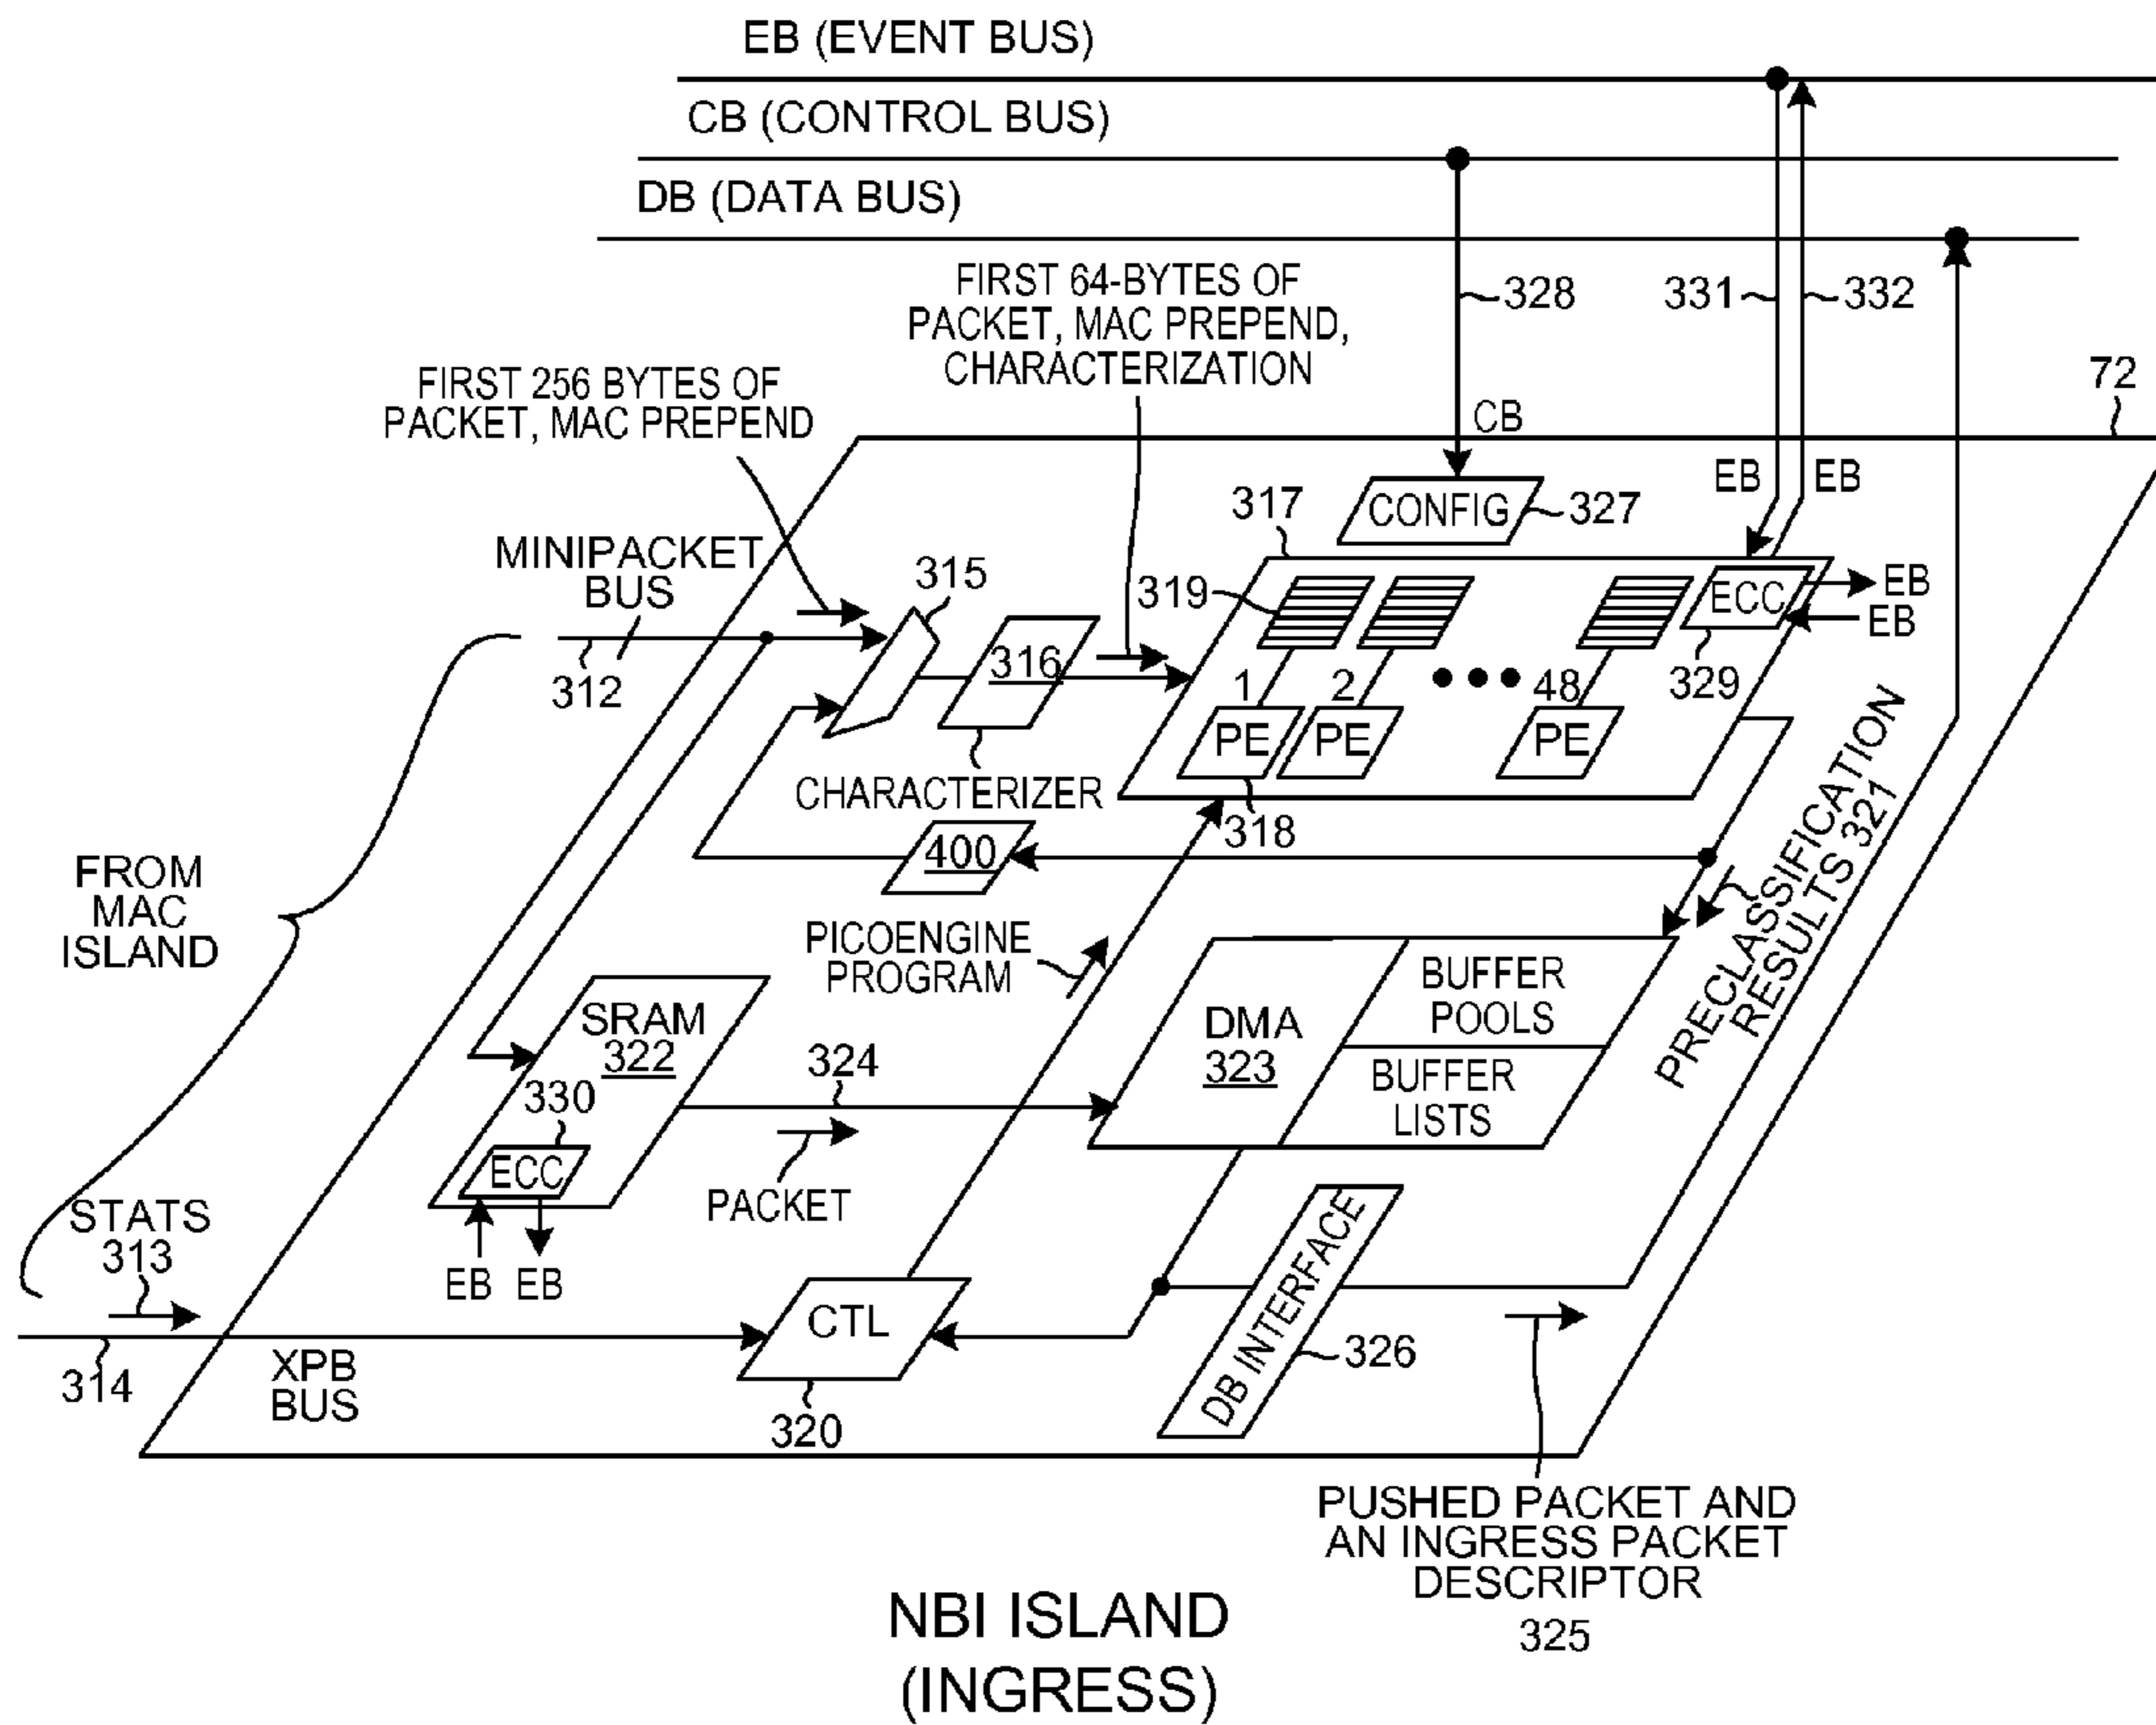 EB (EVENT BUS)
CB (CONTROL BUS)
DB (DATA BUS)
FIRST 64-BYTES OF
PACKET, MAC PREPEND,
CHARACTERIZATION
328
331
332
FIRST 256 BYTES OF
PACKET, MAC PREPEND
72
CB
EB
EB
CONFIG
327
317
MINIPACKET
BUS
315
319
ECC
EB
EB
316
312
1
2
48
329
PE
PE
PE
CHARACTERIZER
318
400
FROM
MAC
ISLAND
PICOENGINE
PROGRAM
PRECLASSIFICATION
RESULTS 321
SRAM
322
DMA
323
BUFFER
POOLS
BUFFER
LISTS
324
330
ECC
PACKET
STATS
313
EB
EB
CTL
DB INTERFACE
326
314
XPB
BUS
320
PUSHED PACKET AND
AN INGRESS PACKET
DESCRIPTOR
325
NBI ISLAND
(INGRESS)